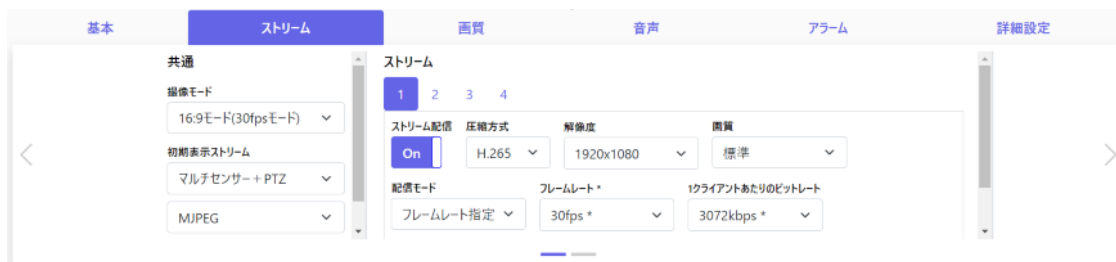 基本 ストリーム 画質 音声 アラーム 詳細設定
共通
撮像モード
16:9モード(30fpsモード)
初期表示ストリーム
マルチセンサー+PTZ
MJPEG
ストリーム
1 2 3 4
ストリーム配信 圧縮方式 解像度 画質
On H.265 1920x1080 標準
配信モード フレームレート * 1クライアントあたりのビットレート
フレームレート指定 30fps * 3072kbps *